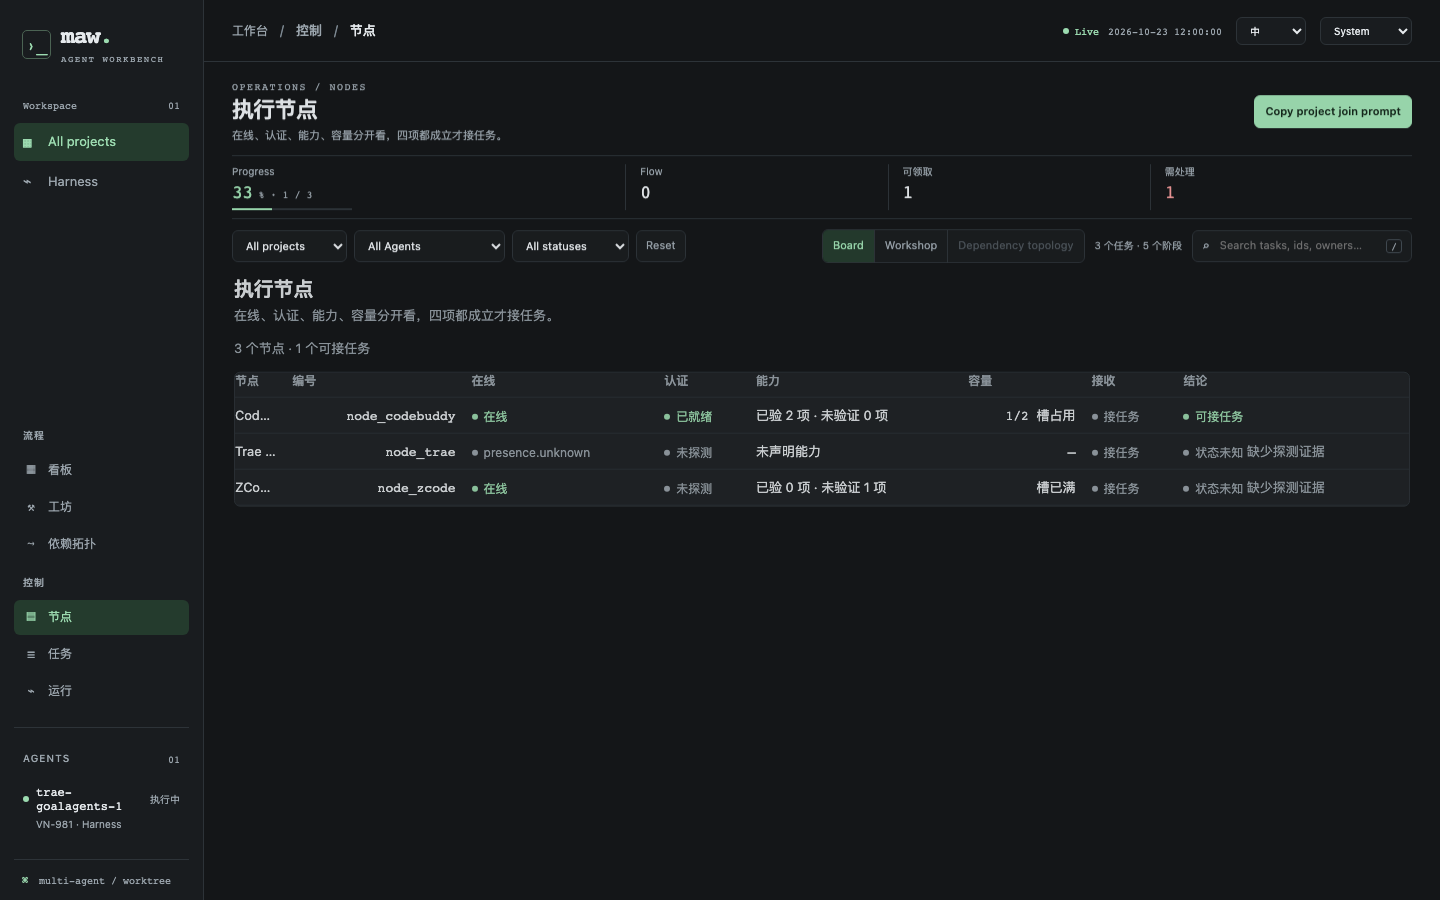 maw.
AGENT WORKBENCH
Workspace 01
All projects
Harness
流程
看板
工坊
依赖拓扑
控制
节点
任务
运行
AGENTS 01
trae-
goalagents-1 执行中
VN-981 · Harness
multi-agent / worktree
工作台 / 控制 / 节点
Live 2026-10-23 12:00:00 中 System
OPERATIONS / NODES
执行节点
在线、认证、能力、容量分开看，四项都成立才接任务。
Copy project join prompt
Progress Flow 可领取 需处理
33 % · 1 / 3 0 1 1
All projects All Agents All statuses Reset Board Workshop Dependency topology 3 个任务 · 5 个阶段 Search tasks, ids, owners... /
执行节点
在线、认证、能力、容量分开看，四项都成立才接任务。
3 个节点 · 1 个可接任务
节点 编号 在线 认证 能力 容量 接收 结论
Cod... node_codebuddy 在线 已就绪 已验 2 项 · 未验证 0 项 1/2 槽占用 接任务 可接任务
Trae ... node_trae presence.unknown 未探测 未声明能力 — 接任务 状态未知 缺少探测证据
ZCo... node_zcode 在线 未探测 已验 0 项 · 未验证 1 项 槽已满 接任务 状态未知 缺少探测证据